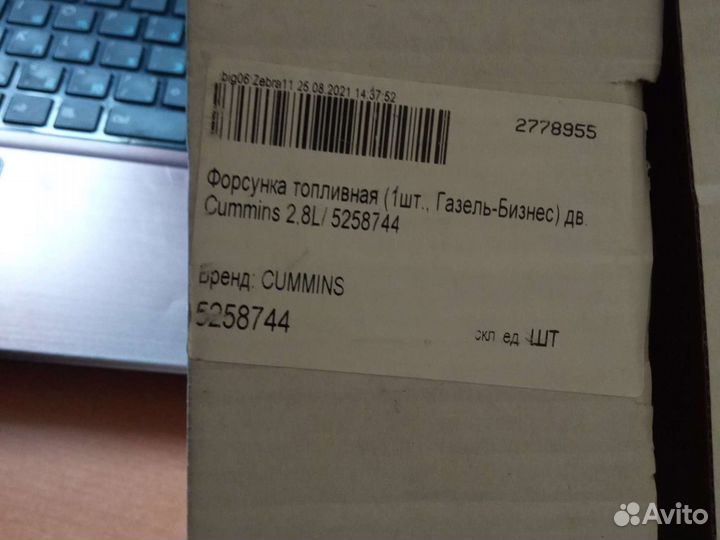 big06:Zebra11 25.08.2021 14:37:52
2778955
Форсунка топливная (1шт., Газель-Бизнес) дв.
Cummins 2,8L/ 5258744
Бренд: CUMMINS
5258744
скл. ед. ШТ
Avito